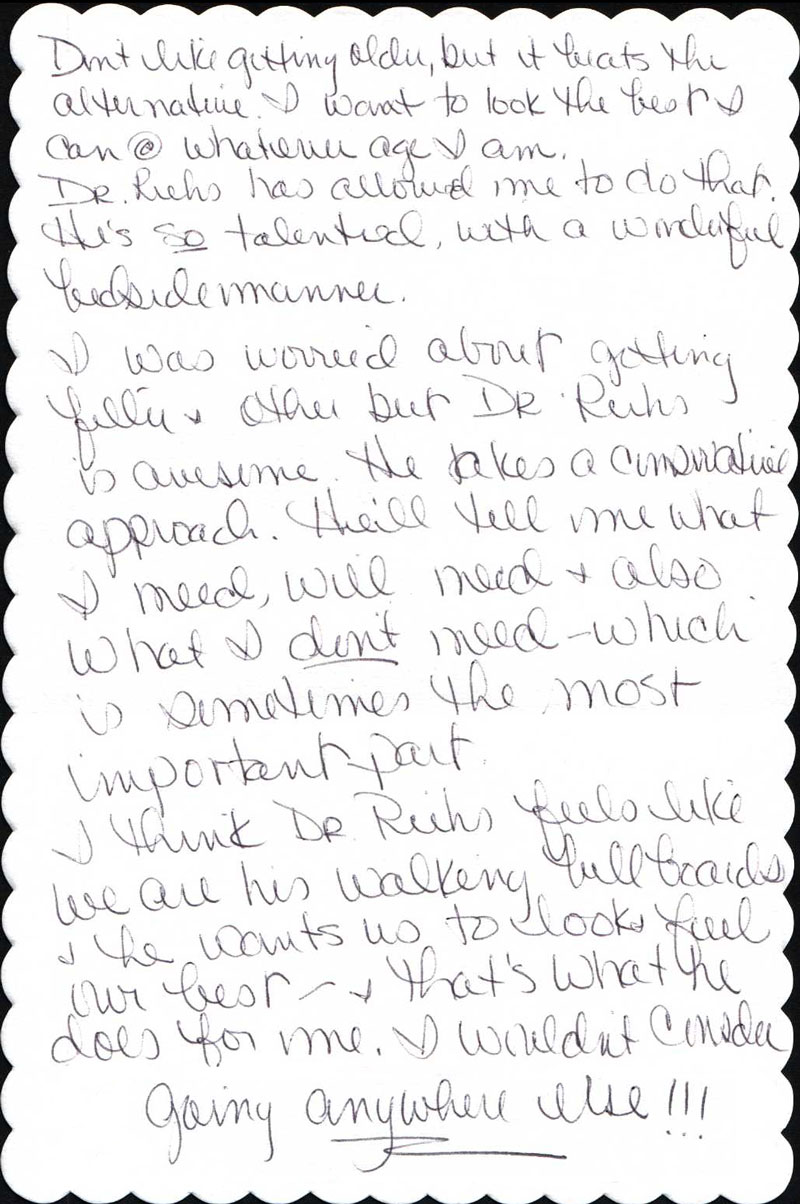 Don't like getting older, but it beats the
alternative. I want to look the best I
can @ whatever age I am.
Dr. Riehs has allowed me to do that.
He's so talented, with a wonderful
bedside manner.
I was worried about getting
filler & other but DR Riehs
is awesome. He takes a conservative
approach. He'll tell me what
I need, will need & also
what I don't need - which
is sometimes the most
important part.
I think DR Riehs feels like
we are his walking billboards
& he wants us to look & feel
our best - & that's what he
does for me. I wouldn't consider
going anywhere else!!!